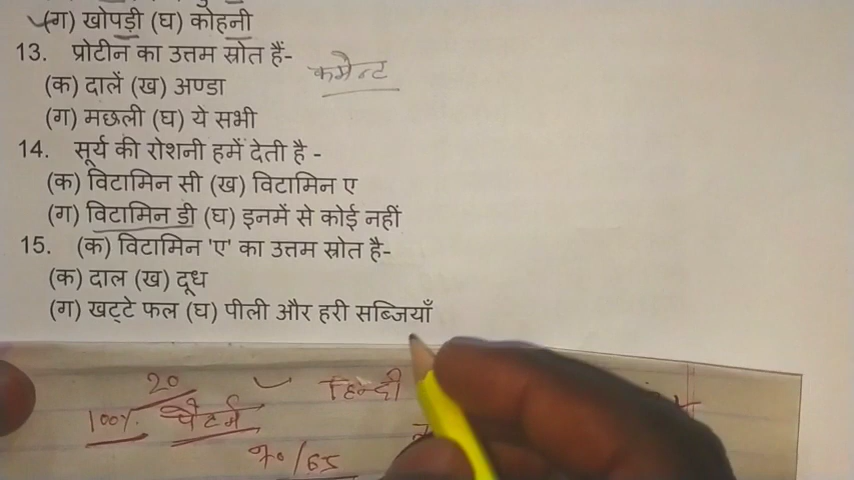 (ग) खोपड़ी (घ) कोहनी
13. प्रोटीन का उत्तम स्रोत हैं-
कमेन्ट
(क) दालें (ख) अण्डा
(ग) मछली (घ) ये सभी
14. सूर्य की रोशनी हमें देती है -
(क) विटामिन सी (ख) विटामिन ए
(ग) विटामिन डी (घ) इनमें से कोई नहीं
15. (क) विटामिन 'ए' का उत्तम स्रोत है-
(क) दाल (ख) दूध
(ग) खट्टे फल (घ) पीली और हरी सब्जियाँ
20 हिन्दी
100% पैटर्न
70/65